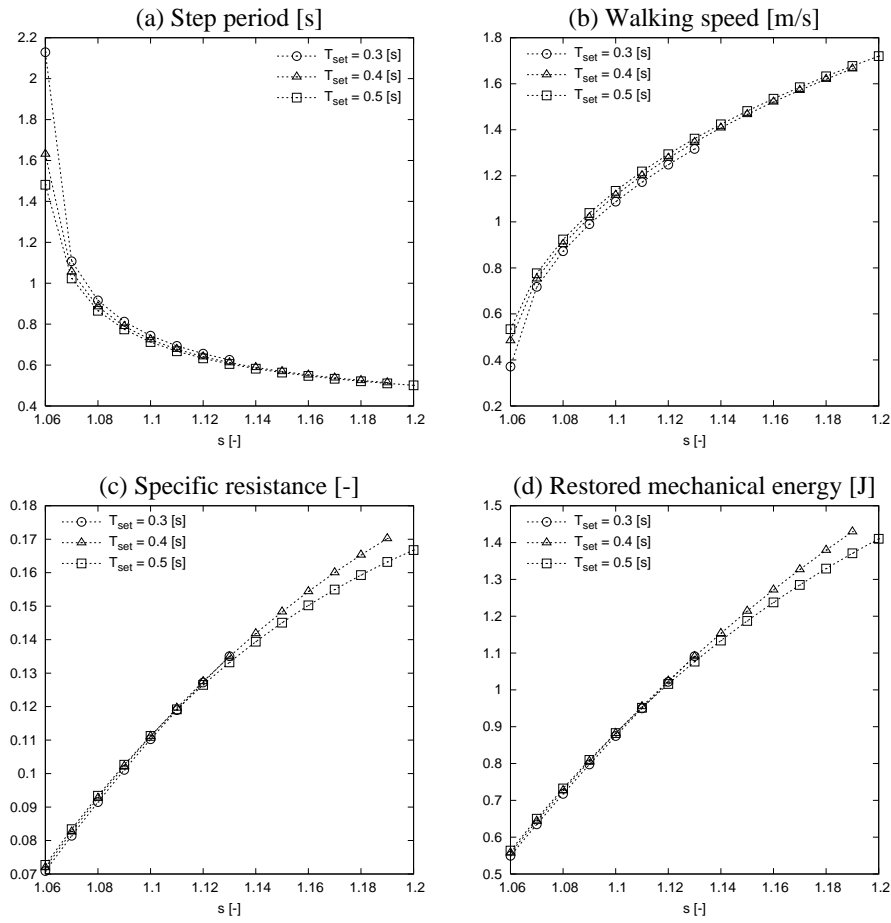 (a) Step period [s]
2.2
2
1.8
1.6
1.4
1.2
1
0.8
0.6
0.4
T_set = 0.3 [s]
T_set = 0.4 [s]
T_set = 0.5 [s]
1.06 1.08 1.1 1.12 1.14 1.16 1.18 1.2
s [-]
(b) Walking speed [m/s]
1.8
1.6
1.4
1.2
1
0.8
0.6
0.4
0.2
T_set = 0.3 [s]
T_set = 0.4 [s]
T_set = 0.5 [s]
1.06 1.08 1.1 1.12 1.14 1.16 1.18 1.2
s [-]
(c) Specific resistance [-]
0.18
0.17
0.16
0.15
0.14
0.13
0.12
0.11
0.1
0.09
0.08
0.07
T_set = 0.3 [s]
T_set = 0.4 [s]
T_set = 0.5 [s]
1.06 1.08 1.1 1.12 1.14 1.16 1.18 1.2
s [-]
(d) Restored mechanical energy [J]
1.5
1.4
1.3
1.2
1.1
1
0.9
0.8
0.7
0.6
0.5
T_set = 0.3 [s]
T_set = 0.4 [s]
T_set = 0.5 [s]
1.06 1.08 1.1 1.12 1.14 1.16 1.18 1.2
s [-]